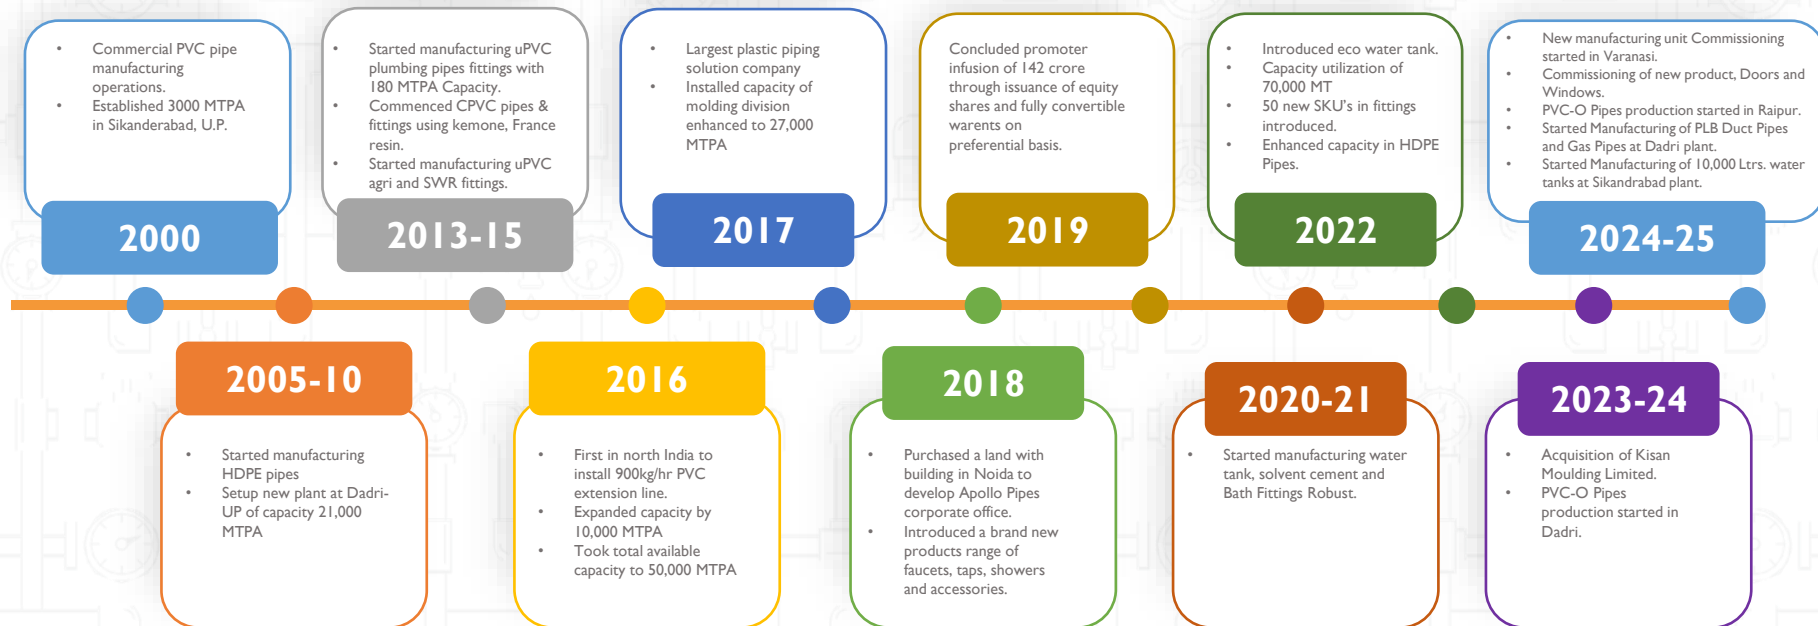 • Commercial PVC pipe
manufacturing
operations.
• Established 3000 MTPA
in Sikanderabad, U.P.
2000
• Started manufacturing uPVC
plumbing pipes fittings with
180 MTPA Capacity.
• Commenced CPVC pipes &
fittings using kemone, France
resin.
• Started manufacturing uPVC
agri and SWR fittings.
2013-15
• Largest plastic piping
solution company
• Installed capacity of
molding division
enhanced to 27,000
MTPA
2017
Concluded promoter
infusion of 142 crore
through issuance of equity
shares and fully convertible
warents on
preferential basis.
2019
• Introduced eco water tank.
• Capacity utilization of
70,000 MT
• 50 new SKU's in fittings
introduced.
• Enhanced capacity in HDPE
Pipes.
2022
• New manufacturing unit Commissioning
started in Varanasi.
• Commissioning of new product, Doors and
Windows.
• PVC-O Pipes production started in Raipur.
• Started Manufacturing of PLB Duct Pipes
and Gas Pipes at Dadri plant.
• Started Manufacturing of 10,000 Ltrs. water
tanks at Sikandrabad plant.
2024-25
2005-10
• Started manufacturing
HDPE pipes
• Setup new plant at Dadri-
UP of capacity 21,000
MTPA
2016
• First in north India to
install 900kg/hr PVC
extension line.
• Expanded capacity by
10,000 MTPA
• Took total available
capacity to 50,000 MTPA
2018
• Purchased a land with
building in Noida to
develop Apollo Pipes
corporate office.
• Introduced a brand new
products range of
faucets, taps, showers
and accessories.
2020-21
• Started manufacturing water
tank, solvent cement and
Bath Fittings Robust.
2023-24
• Acquisition of Kisan
Moulding Limited.
• PVC-O Pipes
production started in
Dadri.